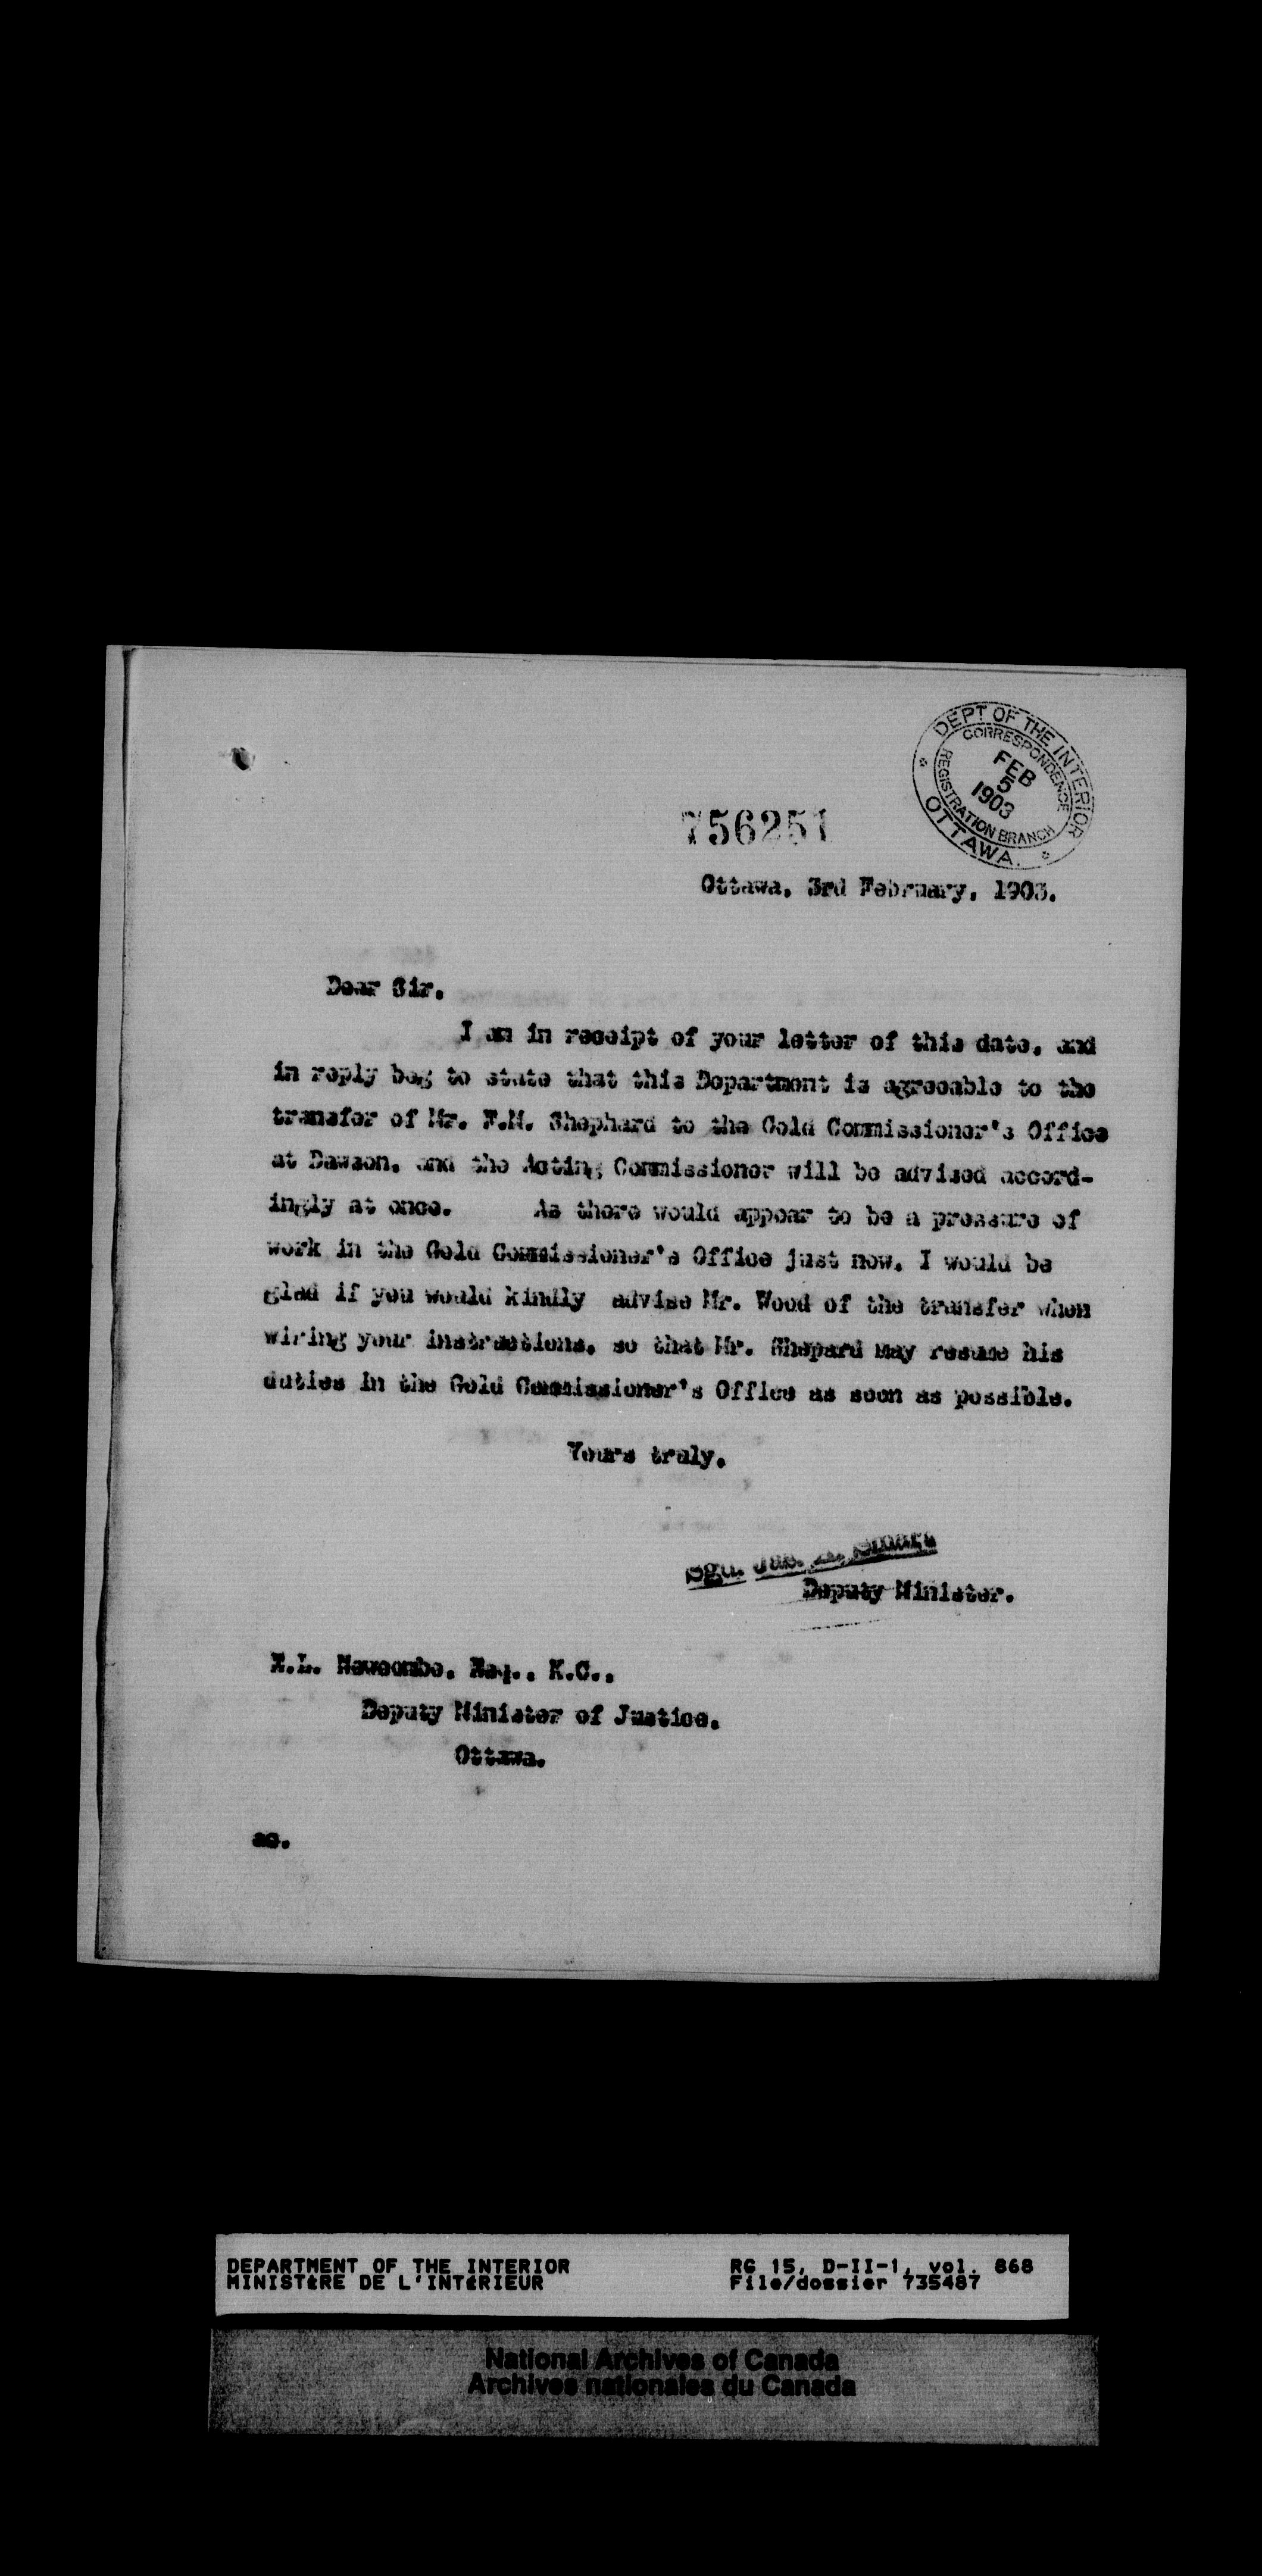 DEPT OF THE INTERIOR
CORRESPONDENCE
FEB
5
1903
REGISTRATION BRANCH
OTTAWA.
756251
Ottawa, 3rd February, 1903.
Dear Sir,
I am in receipt of your letter of this date, and
in reply beg to state that this Department is agreeable to the
transfer of Mr. F.M. Shephard to the Gold Commissioner's Office
at Dawson, and the Acting Commissioner will be advised accord-
ingly at once. As there would appear to be a pressure of
work in the Gold Commissioner's Office just now, I would be
glad if you would kindly advise Mr. Wood of the transfer when
wiring your instructions, so that Mr. Shepard may resume his
duties in the Gold Commissioner's Office as soon as possible.
Yours truly,
Sgd. Jas. A. Smart
Deputy Minister.
E.L. Newcombe, Esq., K.C.,
Deputy Minister of Justice,
Ottawa.
DEPARTMENT OF THE INTERIOR
MINISTÈRE DE L'INTÉRIEUR
RG 15, D-II-1, vol. 868
File/dossier 735487
National Archives of Canada
Archives nationales du Canada